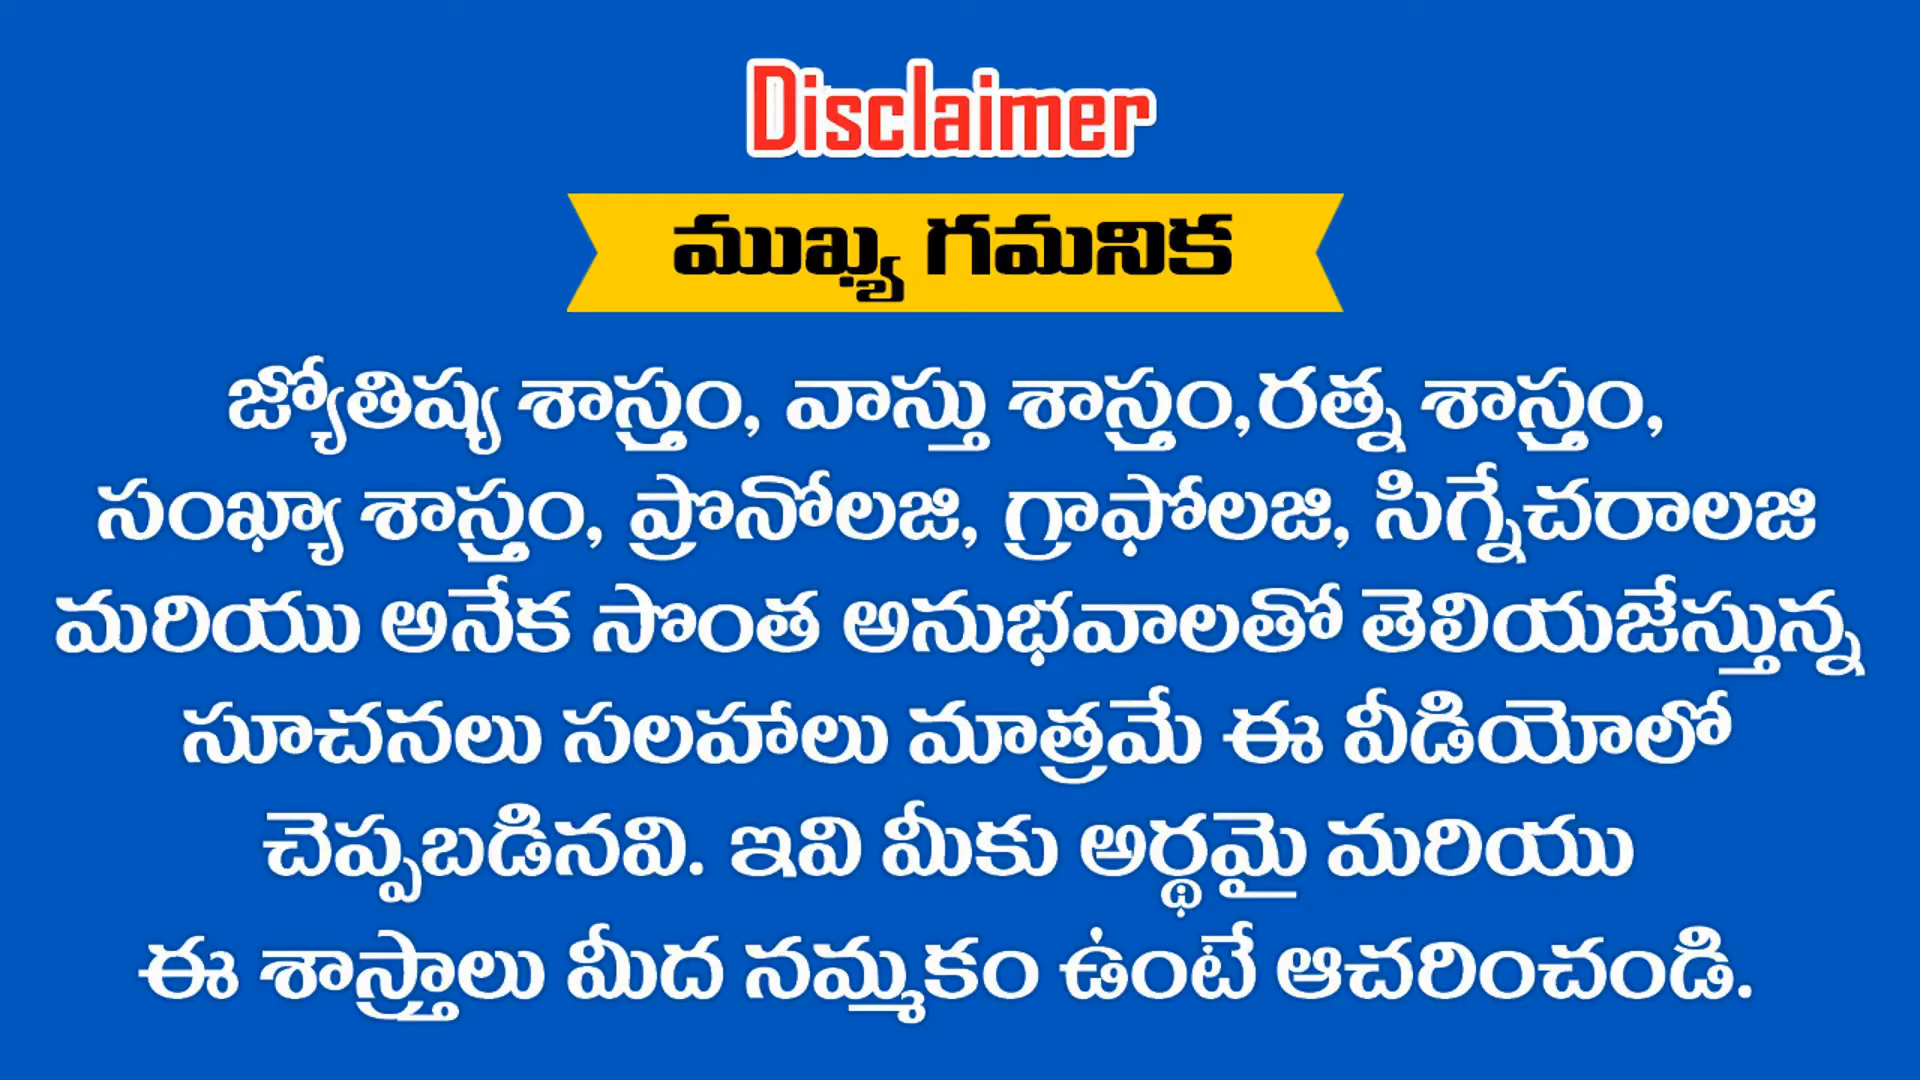 Disclaimer
ముఖ్య గమనిక
జ్యోతిష్య శాస్త్రం, వాస్తు శాస్త్రం,రత్న శాస్త్రం,
సంఖ్యా శాస్త్రం, ప్రొనోలజి, గ్రాఫోలజి, సిగ్నేచరాలజి
మరియు అనేక సొంత అనుభవాలతో తెలియజేస్తున్న
సూచనలు సలహాలు మాత్రమే ఈ వీడియోలో
చెప్పబడినవి. ఇవి మీకు అర్థమై మరియు
ఈ శాస్త్రాలు మీద నమ్మకం ఉంటే ఆచరించండి.